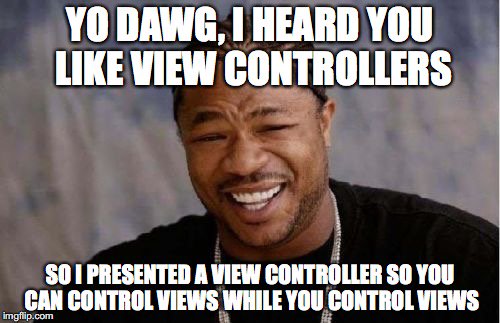 YO DAWG, I HEARD YOU
LIKE VIEW CONTROLLERS
SO I PRESENTED A VIEW CONTROLLER SO YOU
CAN CONTROL VIEWS WHILE YOU CONTROL VIEWS
imgflip.com